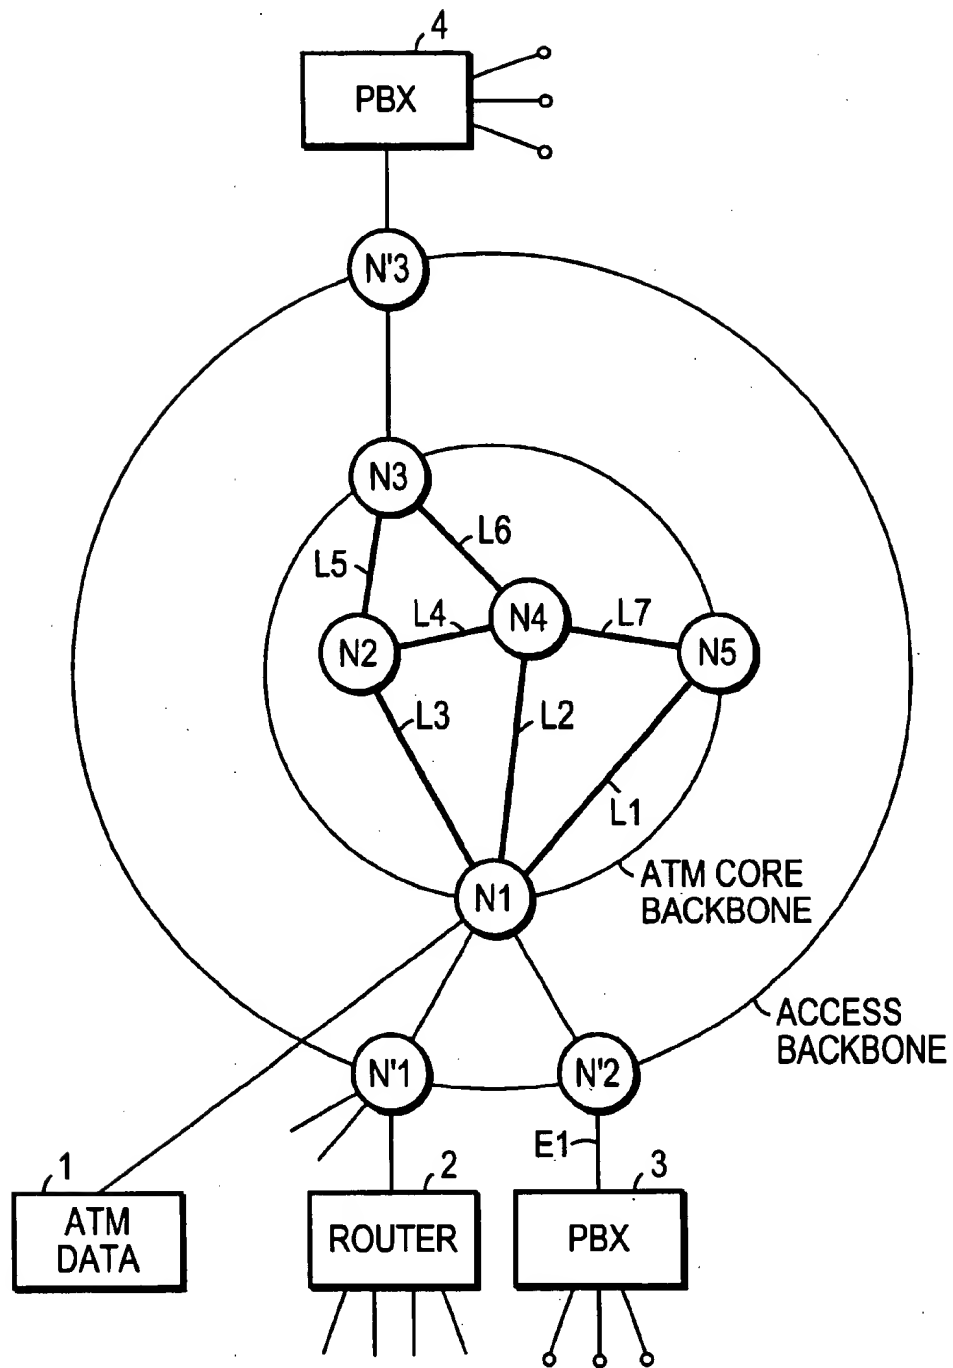 4
PBX
N'3
N3
L6
L5
L4
N4
L7
N2
N5
L3
L2
L1
ATM CORE
BACKBONE
N1
ACCESS
BACKBONE
N'1
N'2
E1
1
2
3
ATM
DATA
ROUTER
PBX